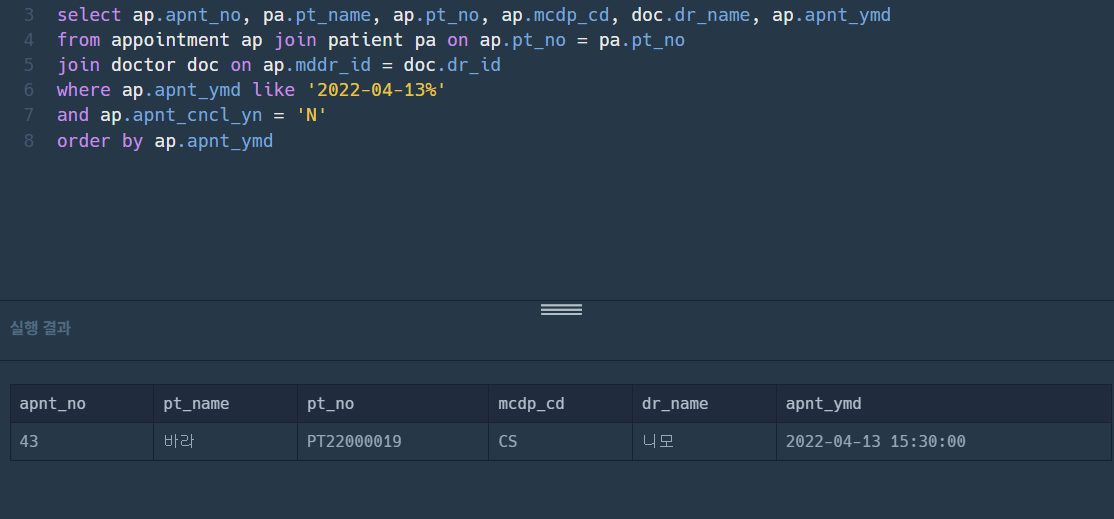 3 select ap.apnt_no, pa.pt_name, ap.pt_no, ap.mcdp_cd, doc.dr_name, ap.apnt_ymd
4 from appointment ap join patient pa on ap.pt_no = pa.pt_no
5 join doctor doc on ap.mddr_id = doc.dr_id
6 where ap.apnt_ymd like '2022-04-13%'
7 and ap.apnt_cncl_yn = 'N'
8 order by ap.apnt_ymd
실행 결과
apnt_no pt_name pt_no mcdp_cd dr_name apnt_ymd
43 바라 PT22000019 CS 니모 2022-04-13 15:30:00